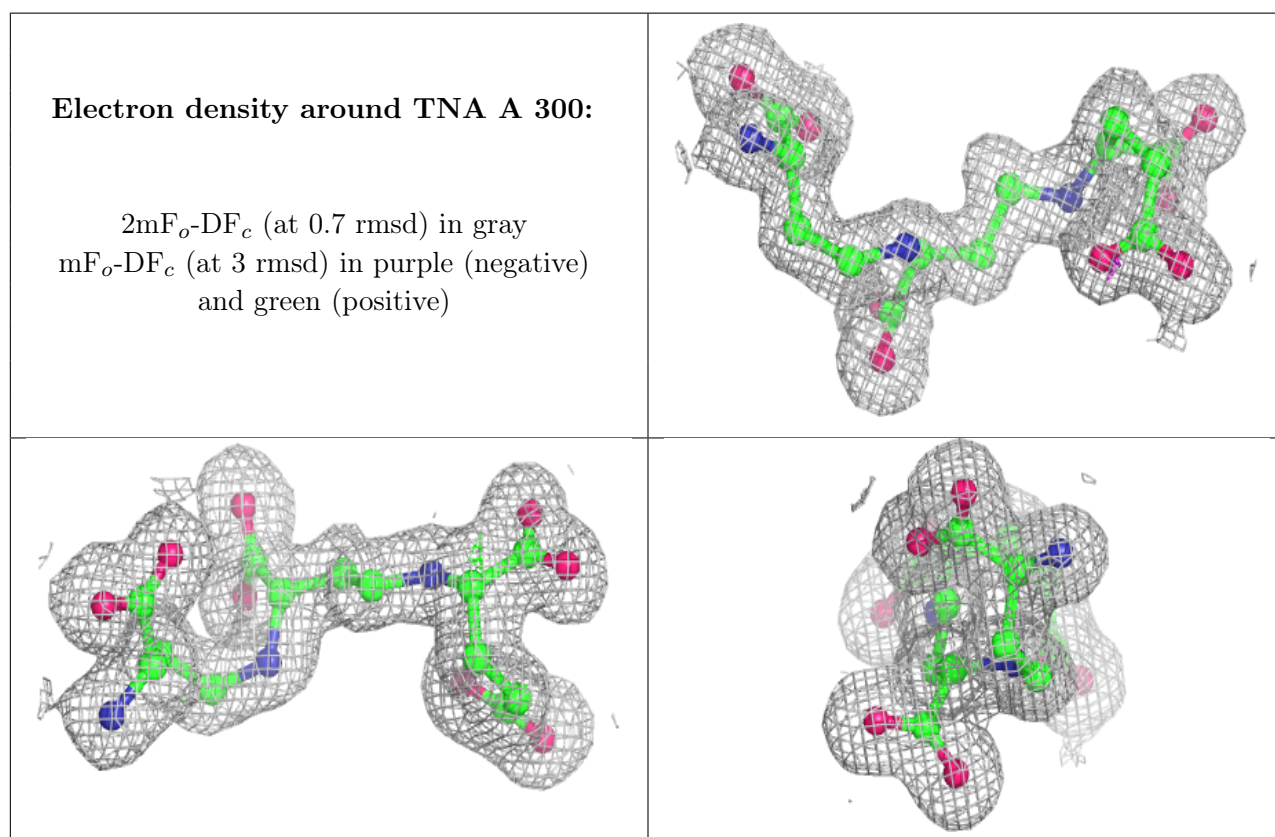 Electron density around TNA A 300:
2mFo-DFc (at 0.7 rmsd) in gray
mFo-DFc (at 3 rmsd) in purple (negative)
and green (positive)